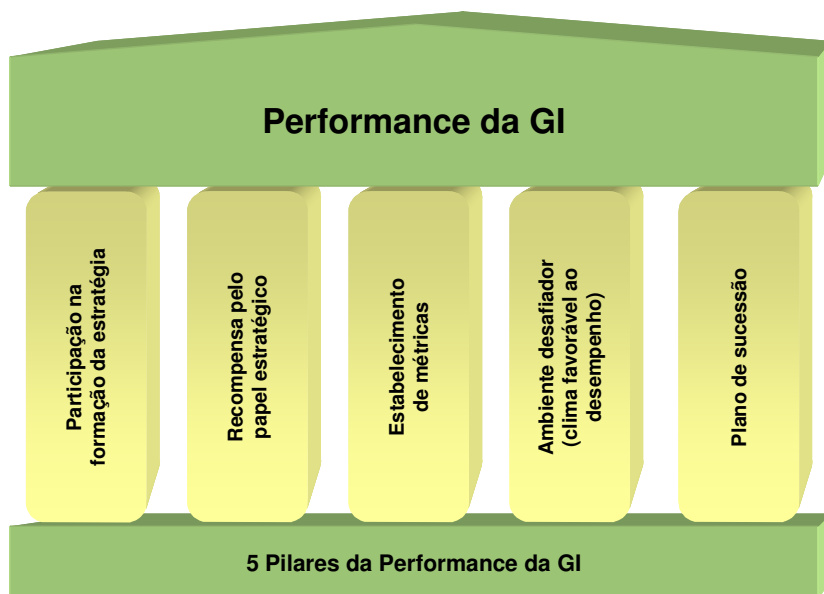 Performance da GI
Participação na
formação da estratégia
Recompensa pelo
papel estratégico
Estabelecimento
de métricas
Ambiente desafiador
(clima favorável ao
desempenho)
Plano de sucessão
5 Pilares da Performance da GI